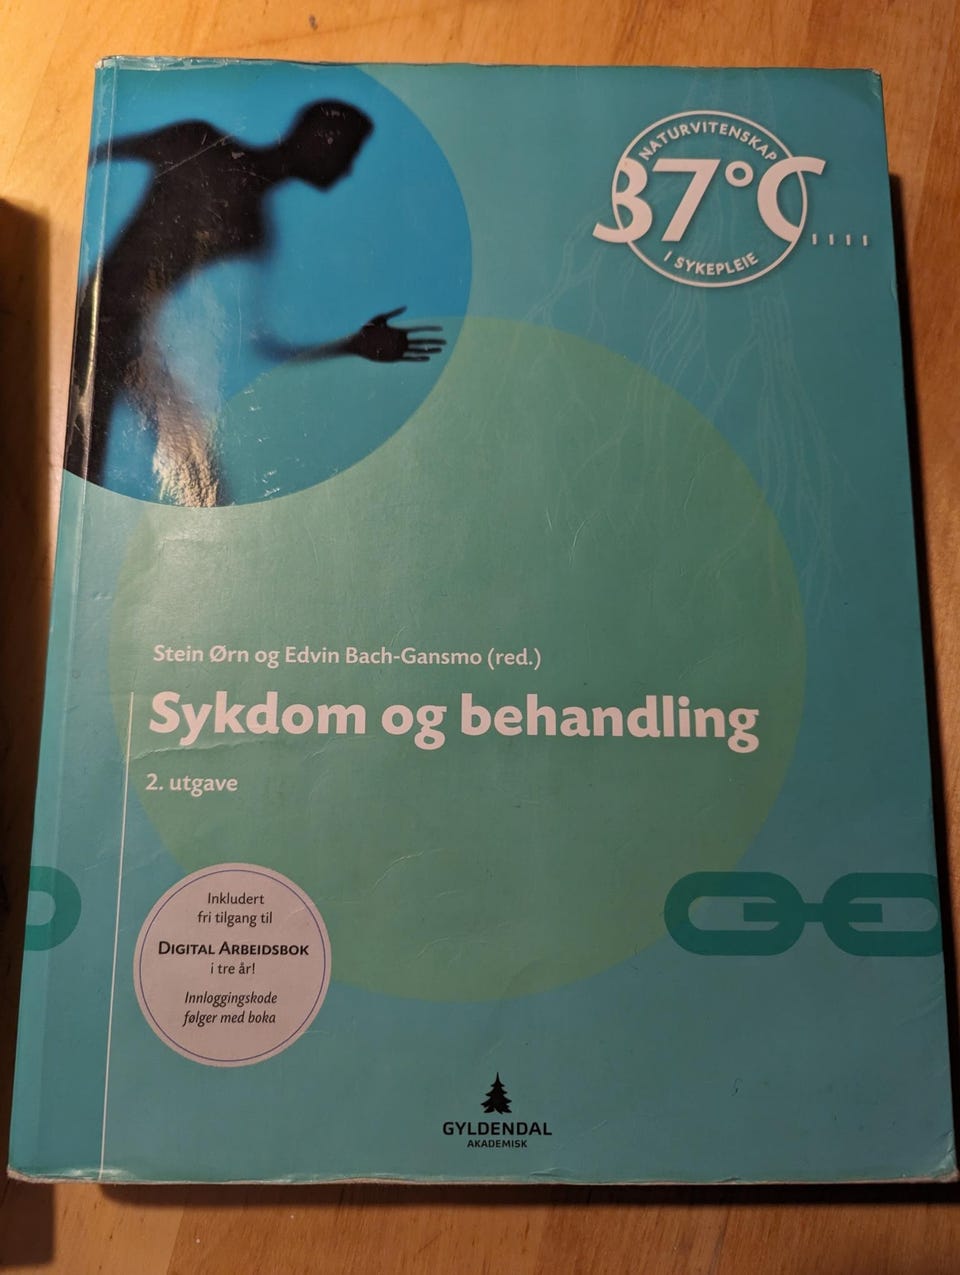 NATURVITENSKAP
37°C
I SYKEPLEIE
Stein Ørn og Edvin Bach-Gansmo (red.)
Sykdom og behandling
2. utgave
Inkludert
fri tilgang til
DIGITAL ARBEIDSBOK
i tre år!
Innloggingskode
følger med boka
GYLDENDAL
AKADEMISK